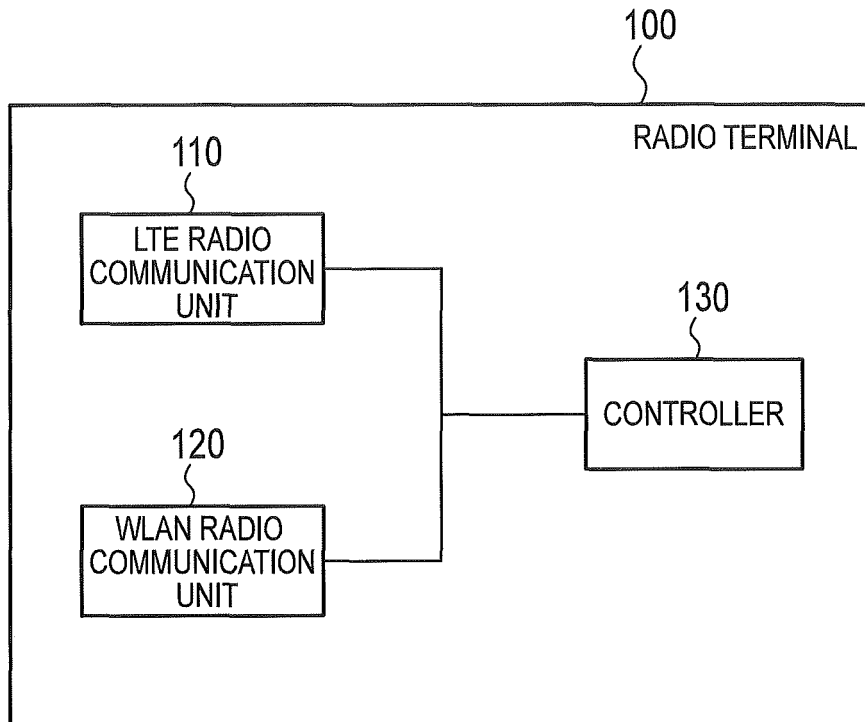 100
RADIO TERMINAL
110
LTE RADIO
COMMUNICATION
UNIT
130
CONTROLLER
120
WLAN RADIO
COMMUNICATION
UNIT